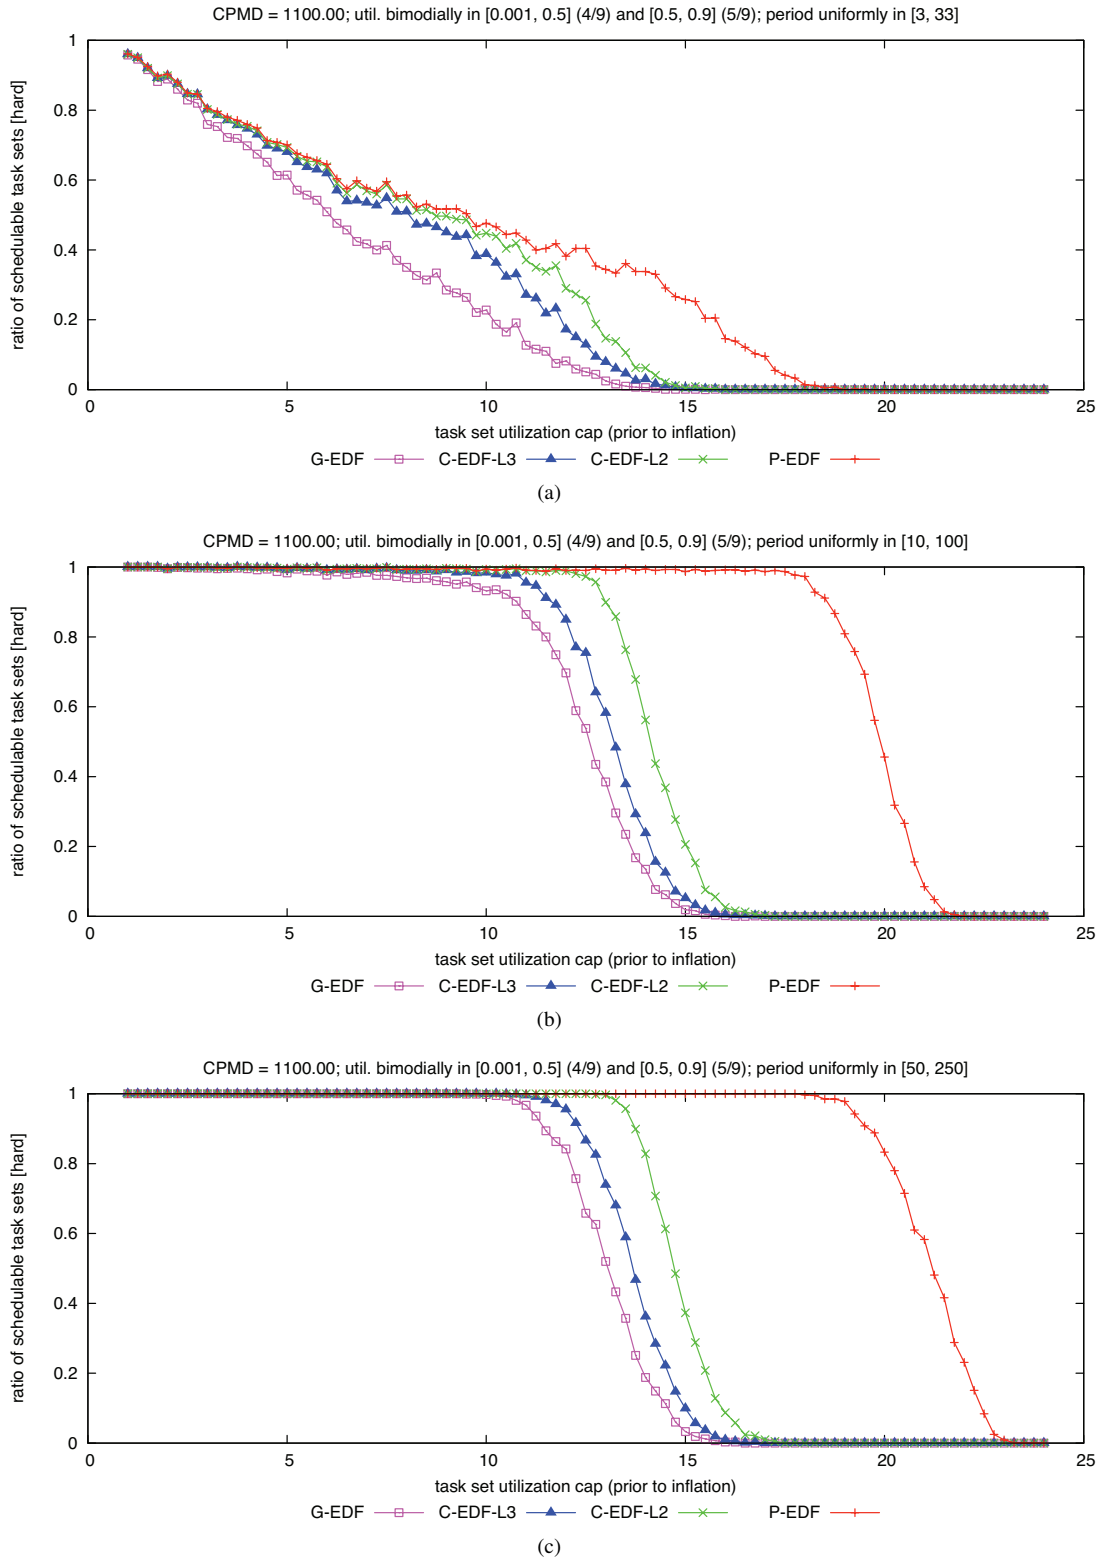 CPMD = 1100.00; util. bimodially in [0.001, 0.5] (4/9) and [0.5, 0.9] (5/9); period uniformly in [3, 33]
1
0.8
0.6
0.4
0.2
0
ratio of schedulable task sets [hard]
0 5 10 15 20 25
task set utilization cap (prior to inflation)
G-EDF C-EDF-L3 C-EDF-L2 P-EDF
(a)
CPMD = 1100.00; util. bimodially in [0.001, 0.5] (4/9) and [0.5, 0.9] (5/9); period uniformly in [10, 100]
1
0.8
0.6
0.4
0.2
0
ratio of schedulable task sets [hard]
0 5 10 15 20 25
task set utilization cap (prior to inflation)
G-EDF C-EDF-L3 C-EDF-L2 P-EDF
(b)
CPMD = 1100.00; util. bimodially in [0.001, 0.5] (4/9) and [0.5, 0.9] (5/9); period uniformly in [50, 250]
1
0.8
0.6
0.4
0.2
0
ratio of schedulable task sets [hard]
0 5 10 15 20 25
task set utilization cap (prior to inflation)
G-EDF C-EDF-L3 C-EDF-L2 P-EDF
(c)